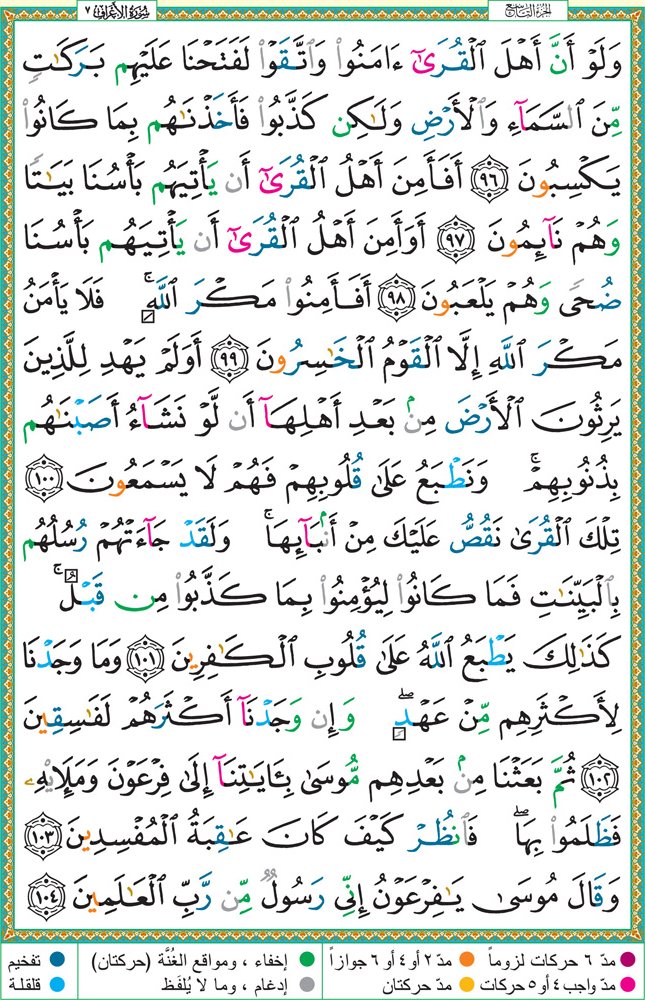 الجزء التاسع
سورة الأعراف ٧
وَلَوْ أَنَّ أَهْلَ ٱلْقُرَىٰٓ ءَامَنُوا۟ وَٱتَّقَوْا۟ لَفَتَحْنَا عَلَيْهِم بَرَكَٰتٍ
مِّنَ ٱلسَّمَآءِ وَٱلْأَرْضِ وَلَٰكِن كَذَّبُوا۟ فَأَخَذْنَٰهُم بِمَا كَانُوا۟
يَكْسِبُونَ ٩٦ أَفَأَمِنَ أَهْلُ ٱلْقُرَىٰٓ أَن يَأْتِيَهُم بَأْسُنَا بَيَٰتًا
وَهُمْ نَآئِمُونَ ٩٧ أَوَأَمِنَ أَهْلُ ٱلْقُرَىٰٓ أَن يَأْتِيَهُم بَأْسُنَا
ضُحًى وَهُمْ يَلْعَبُونَ ٩٨ أَفَأَمِنُوا۟ مَكْرَ ٱللَّهِ ۚ فَلَا يَأْمَنُ
مَكْرَ ٱللَّهِ إِلَّا ٱلْقَوْمُ ٱلْخَٰسِرُونَ ٩٩ أَوَلَمْ يَهْدِ لِلَّذِينَ
يَرِثُونَ ٱلْأَرْضَ مِنۢ بَعْدِ أَهْلِهَآ أَن لَّوْ نَشَآءُ أَصَبْنَٰهُم
بِذُنُوبِهِمْ ۚ وَنَطْبَعُ عَلَىٰ قُلُوبِهِمْ فَهُمْ لَا يَسْمَعُونَ ١٠٠
تِلْكَ ٱلْقُرَىٰ نَقُصُّ عَلَيْكَ مِنْ أَنۢبَآئِهَا ۚ وَلَقَدْ جَآءَتْهُمْ رُسُلُهُم
بِٱلْبَيِّنَٰتِ فَمَا كَانُوا۟ لِيُؤْمِنُوا۟ بِمَا كَذَّبُوا۟ مِن قَبْلُ ۚ
كَذَٰلِكَ يَطْبَعُ ٱللَّهُ عَلَىٰ قُلُوبِ ٱلْكَٰفِرِينَ ١٠١ وَمَا وَجَدْنَا
لِأَكْثَرِهِم مِّنْ عَهْدٍ ۖ وَإِن وَجَدْنَآ أَكْثَرَهُمْ لَفَٰسِقِينَ
١٠٢ ثُمَّ بَعَثْنَا مِنۢ بَعْدِهِم مُّوسَىٰ بِـَٔايَٰتِنَآ إِلَىٰ فِرْعَوْنَ وَمَلَإِي۟هِۦ
فَظَلَمُوا۟ بِهَا ۖ فَٱنظُرْ كَيْفَ كَانَ عَٰقِبَةُ ٱلْمُفْسِدِينَ ١٠٣
وَقَالَ مُوسَىٰ يَٰفِرْعَوْنُ إِنِّى رَسُولٌ مِّن رَّبِّ ٱلْعَٰلَمِينَ ١٠٤
مدّ ٦ حركات لزوماً مدّ ٢ أو ٤ أو ٦ جوازاً إخفاء ، ومواقع الغُنَّة (حركتان) تفخيم
مدّ واجب ٤ أو ٥ حركات مدّ حركتان إدغام ، وما لا يُلفَظ قلقلة